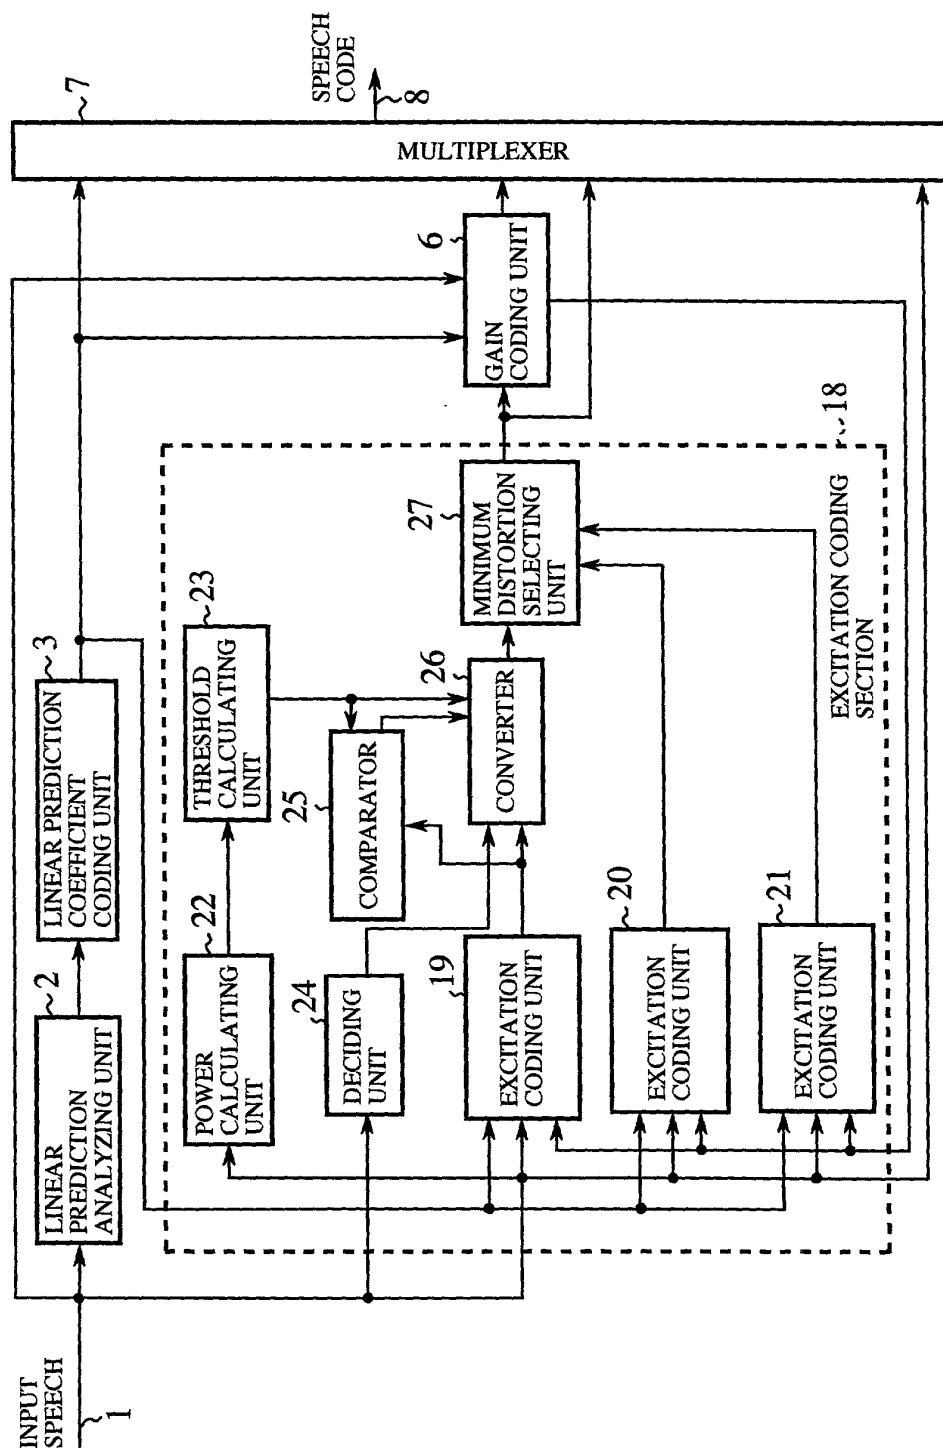 INPUT
SPEECH
1
LINEAR
PREDICTION
ANALYZING UNIT
2
LINEAR PREDICTION
COEFFICIENT
CODING UNIT
3
MULTIPLEXER
7
SPEECH
CODE
8
POWER
CALCULATING
UNIT
22
THRESHOLD
CALCULATING
UNIT
23
DECIDING
UNIT
24
COMPARATOR
25
EXCITATION
CODING UNIT
19
CONVERTER
26
MINIMUM
DISTORTION
SELECTING
UNIT
27
GAIN
CODING UNIT
6
EXCITATION
CODING UNIT
20
EXCITATION
CODING UNIT
21
EXCITATION CODING
SECTION
18